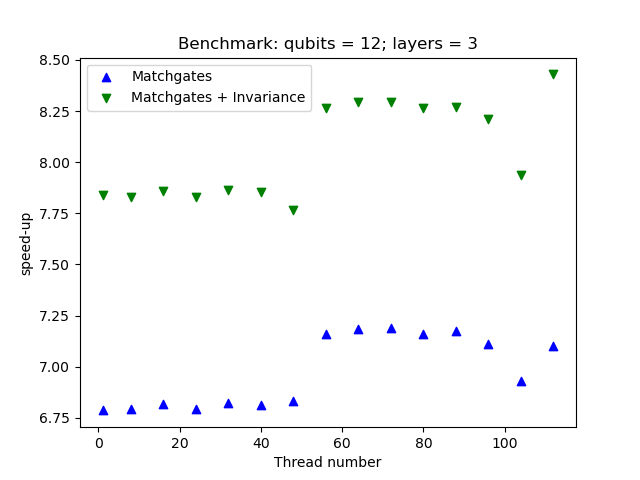 Benchmark: qubits = 12; layers = 3
Matchgates
Matchgates + Invariance
8.50
8.25
8.00
7.75
7.50
7.25
7.00
6.75
speed-up
0 20 40 60 80 100
Thread number